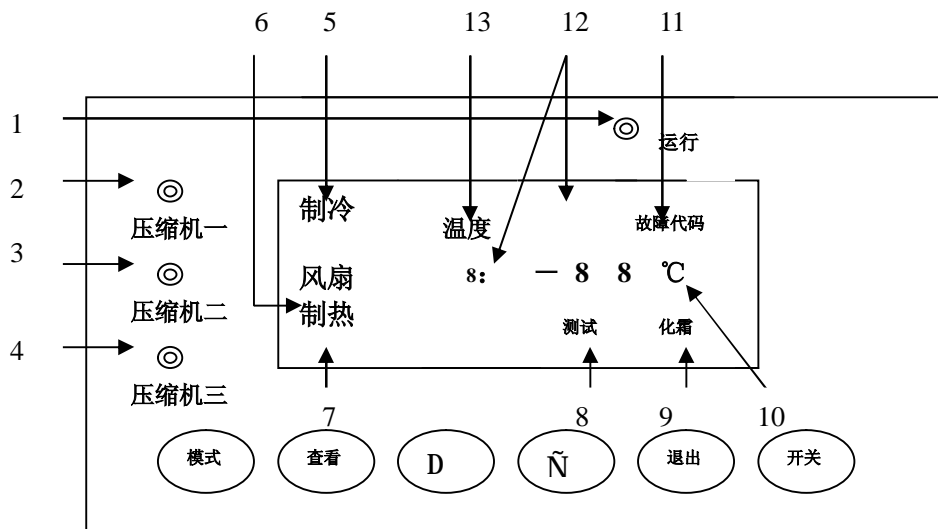 6 5 13 12 11
1
运行
2
制冷
压缩机一
温度
故障代码
3
风扇
8: － 8 8 ℃
压缩机二
制热
测试 化霜
4
压缩机三
7 8 9 10
模式 查看 D Ñ 退出 开关